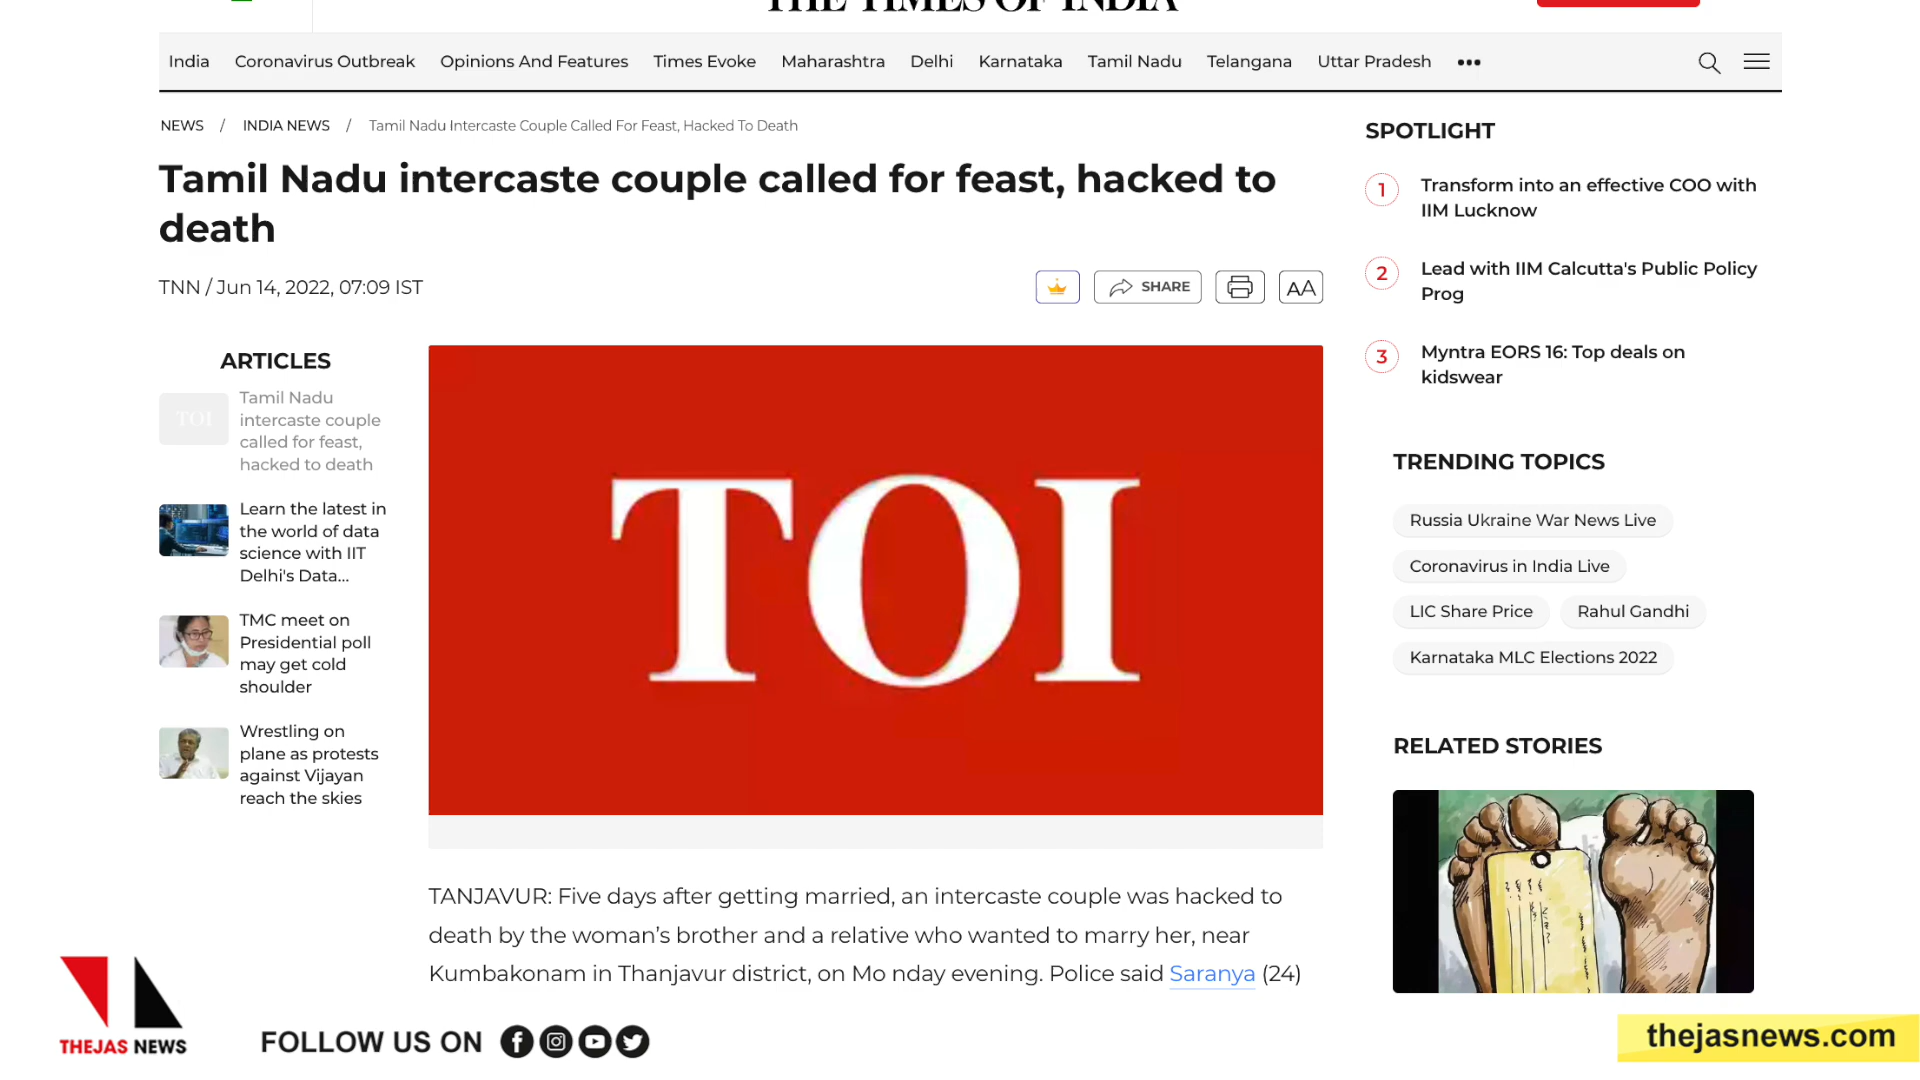 THE TIMES OF INDIA
India Coronavirus Outbreak Opinions And Features Times Evoke Maharashtra Delhi Karnataka Tamil Nadu Telangana Uttar Pradesh •••
NEWS / INDIA NEWS / Tamil Nadu Intercaste Couple Called For Feast, Hacked To Death
Tamil Nadu intercaste couple called for feast, hacked to
death
TNN / Jun 14, 2022, 07:09 IST
SHARE
AA
ARTICLES
TOI
Tamil Nadu
intercaste couple
called for feast,
hacked to death
Learn the latest in
the world of data
science with IIT
Delhi's Data...
TMC meet on
Presidential poll
may get cold
shoulder
Wrestling on
plane as protests
against Vijayan
reach the skies
TOI
TANJAVUR: Five days after getting married, an intercaste couple was hacked to
death by the woman's brother and a relative who wanted to marry her, near
Kumbakonam in Thanjavur district, on Mo nday evening. Police said Saranya (24)
SPOTLIGHT
1 Transform into an effective COO with
IIM Lucknow
2 Lead with IIM Calcutta's Public Policy
Prog
3 Myntra EORS 16: Top deals on
kidswear
TRENDING TOPICS
Russia Ukraine War News Live
Coronavirus in India Live
LIC Share Price Rahul Gandhi
Karnataka MLC Elections 2022
RELATED STORIES
THEJAS NEWS
FOLLOW US ON
thejasnews.com